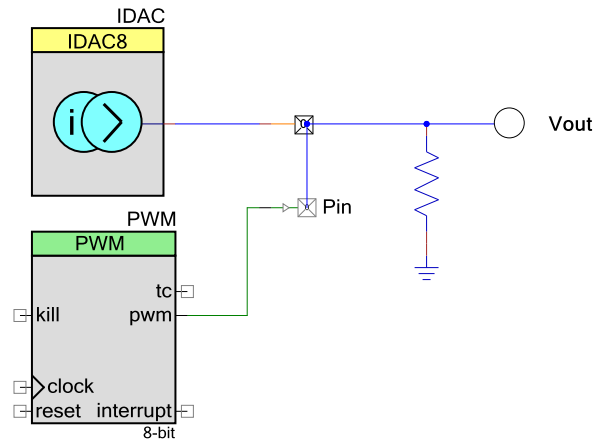 IDAC
IDAC8
i
Vout
Pin
PWM
PWM
tc
kill
pwm
clock
reset
interrupt
8-bit